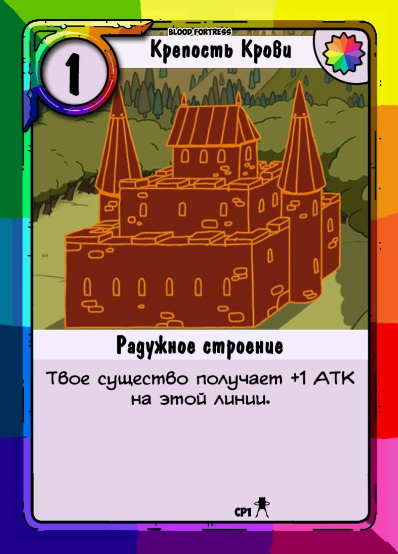 BLOOD FORTRESS
Крепость Крови
1
Радужное строение
Твое существо получает +1 АТК
на этой линии.
CP1